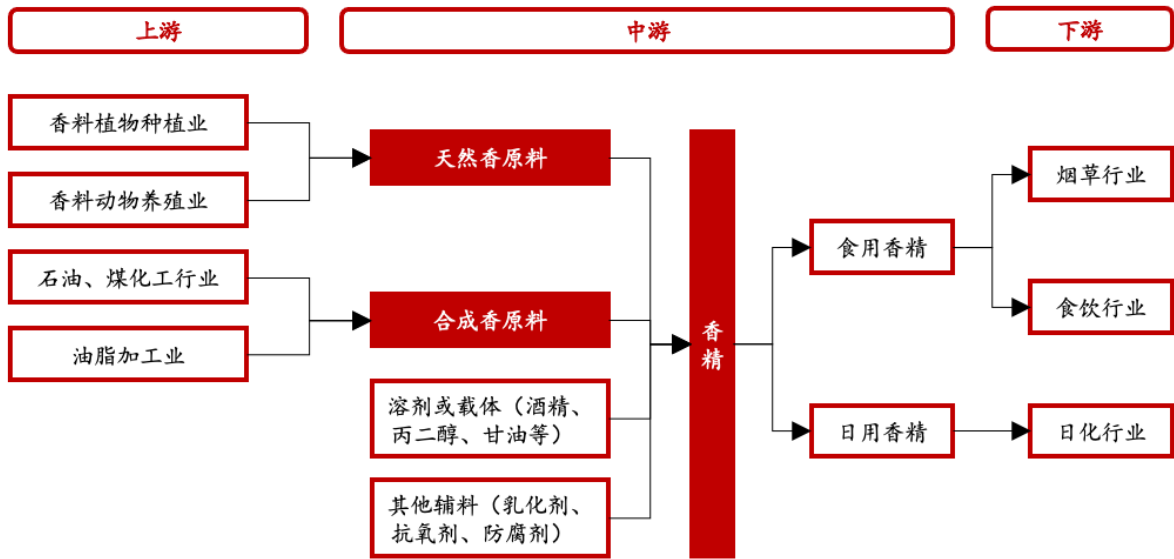 上游
中游
下游
香料植物种植业
香料动物养殖业
石油、煤化工行业
油脂加工业
天然香原料
合成香原料
溶剂或载体（酒精、
丙二醇、甘油等）
其他辅料（乳化剂、
抗氧剂、防腐剂）
香精
食用香精
日用香精
烟草行业
食饮行业
日化行业